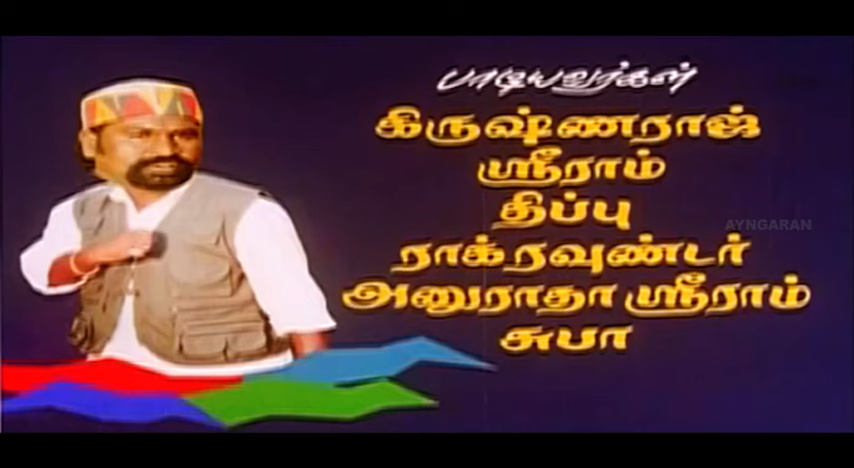 பாடியவர்கள்
கிருஷ்ணராஜ்
ஸ்ரீராம்
திப்பு
ராக்ரவுண்டர்
அனுராதா ஸ்ரீராம்
சுபா
AYNGARAN